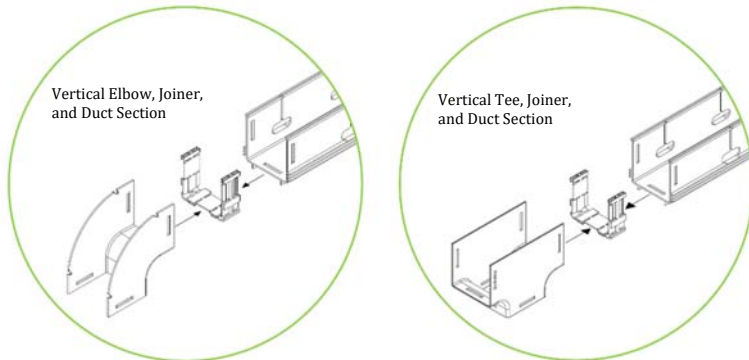 Vertical Elbow, Joiner,
and Duct Section
Vertical Tee, Joiner,
and Duct Section